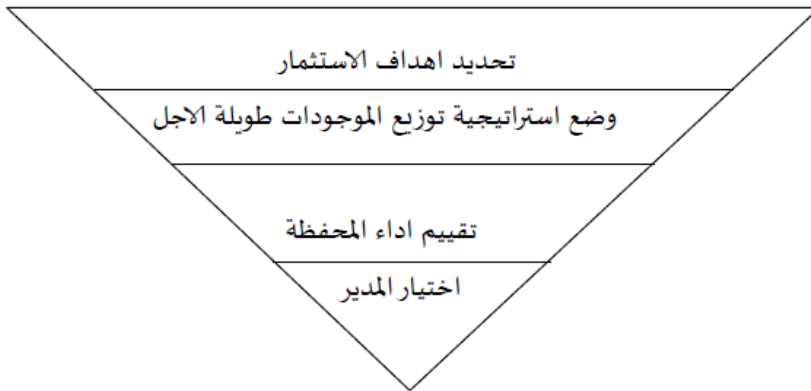 تحديد اهداف الاستثمار
وضع استراتيجية توزيع الموجودات طويلة الاجل
تقييم اداء المحفظة
اختيار المدير